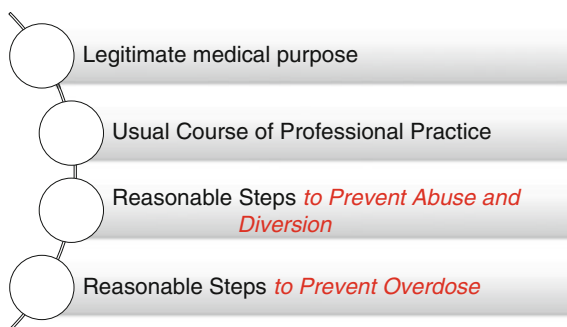 Legitimate medical purpose
Usual Course of Professional Practice
Reasonable Steps to Prevent Abuse and
Diversion
Reasonable Steps to Prevent Overdose